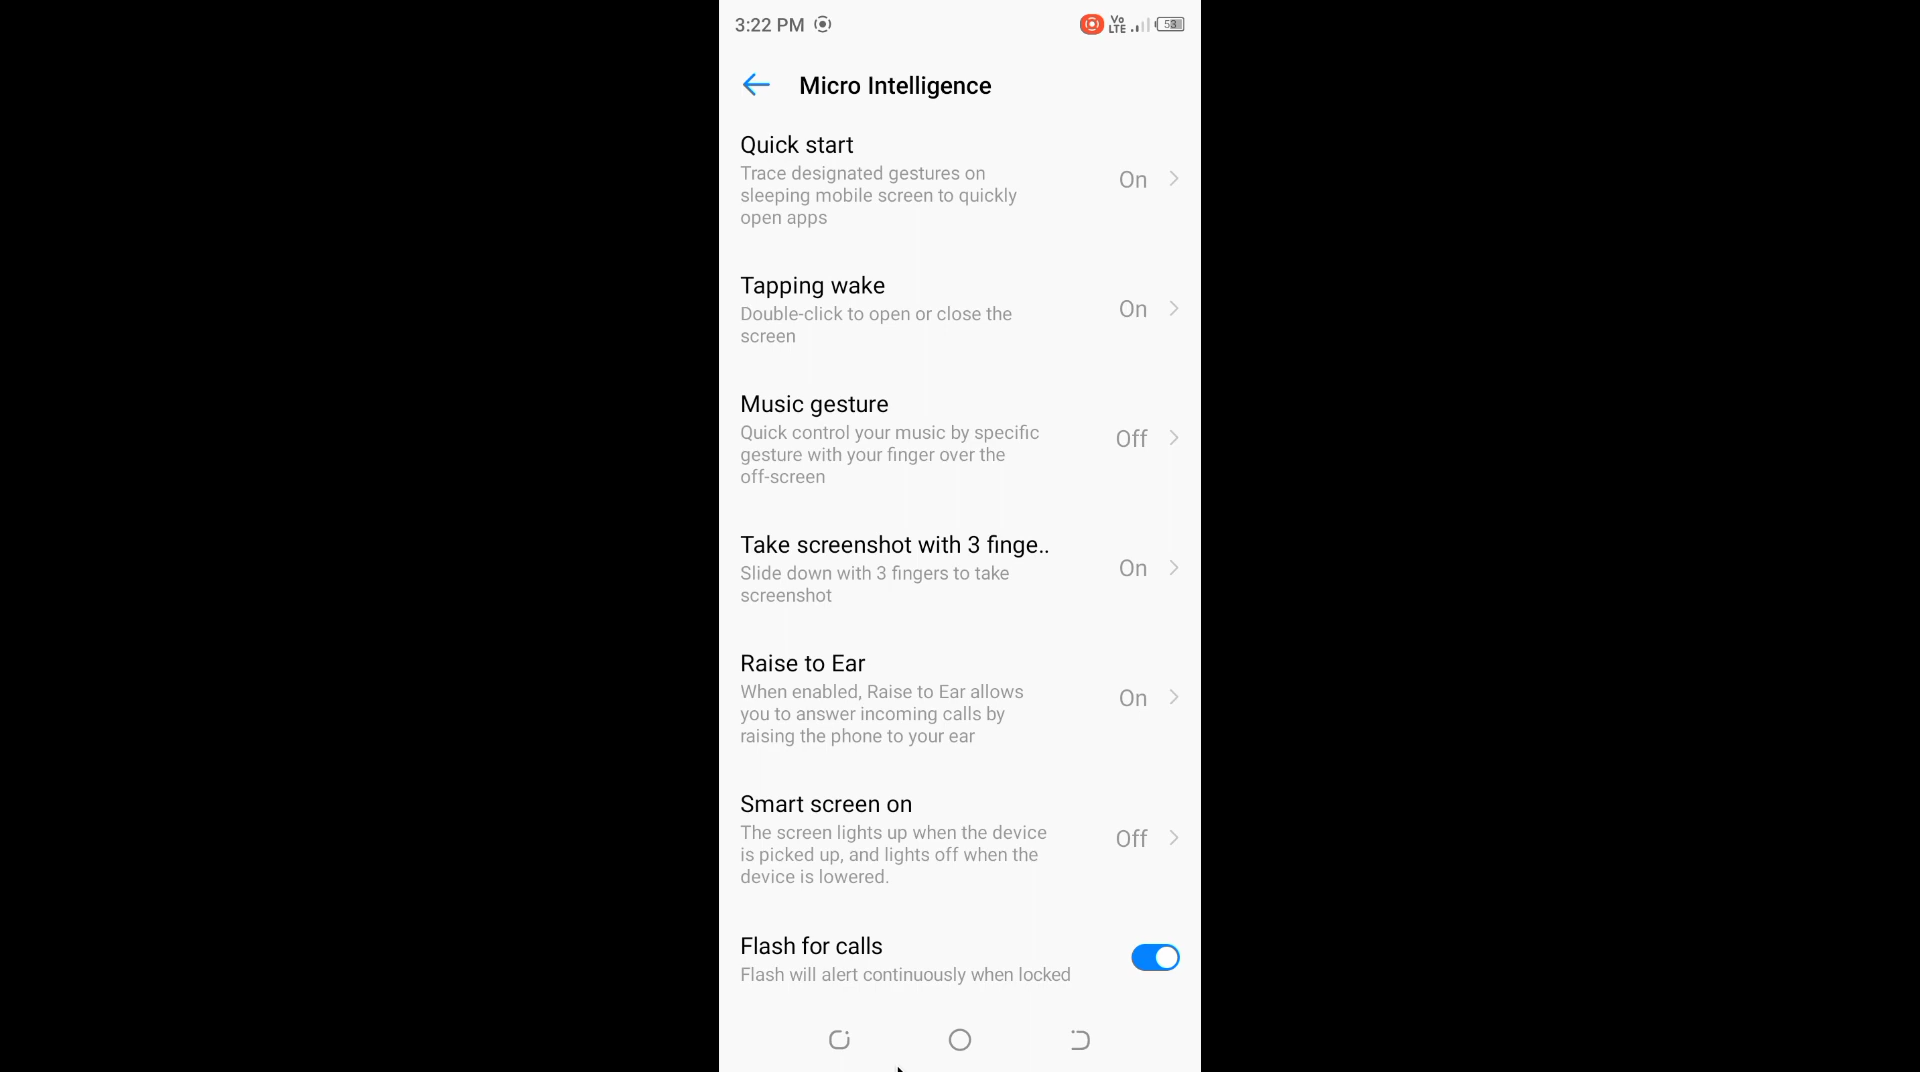 3:22 PM
Vo
LTE
53
Micro Intelligence
Quick start
Trace designated gestures on
sleeping mobile screen to quickly
open apps
On
Tapping wake
Double-click to open or close the
screen
On
Music gesture
Quick control your music by specific
gesture with your finger over the
off-screen
Off
Take screenshot with 3 finge..
Slide down with 3 fingers to take
screenshot
On
Raise to Ear
When enabled, Raise to Ear allows
you to answer incoming calls by
raising the phone to your ear
On
Smart screen on
The screen lights up when the device
is picked up, and lights off when the
device is lowered.
Off
Flash for calls
Flash will alert continuously when locked